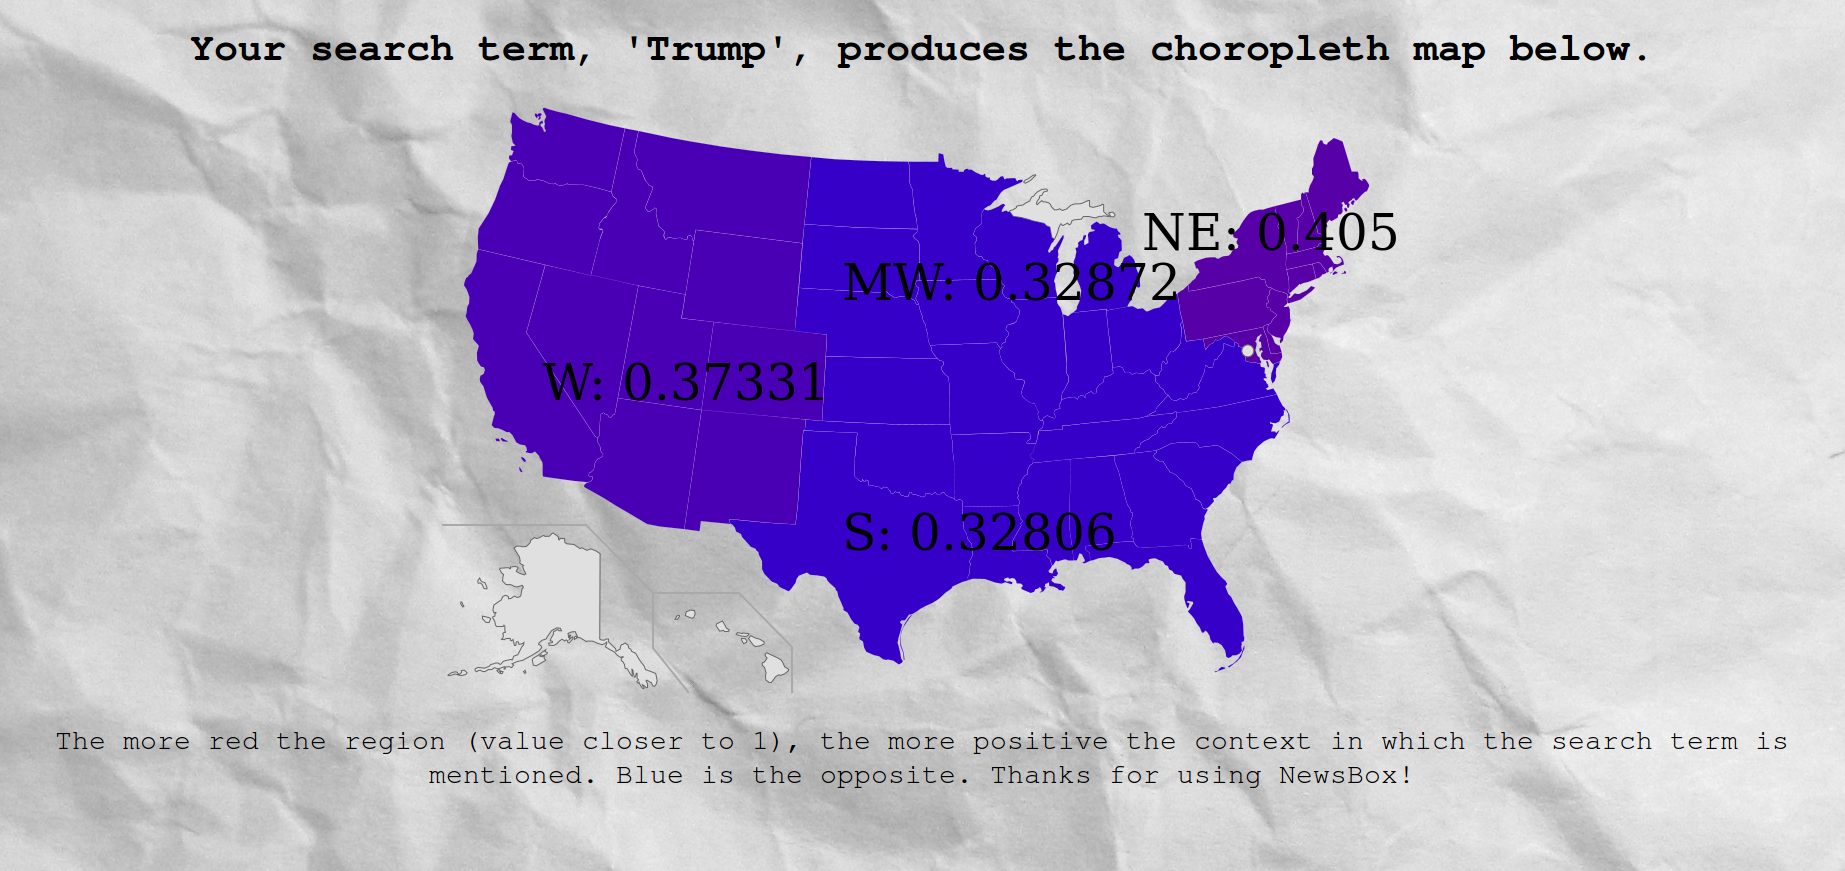 Your search term, 'Trump', produces the choropleth map below.
NE: 0.405
MW: 0.32872
W: 0.37331
S: 0.32806
The more red the region (value closer to 1), the more positive the context in which the search term is
mentioned. Blue is the opposite. Thanks for using NewsBox!